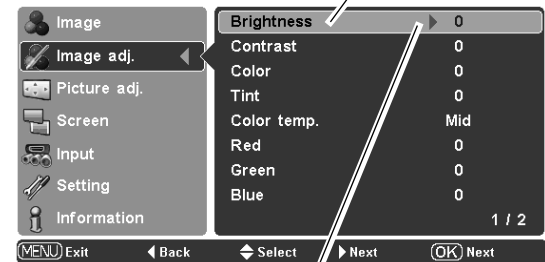 Image
Image adj.
Picture adj.
Screen
Input
Setting
Information
Brightness 0
Contrast 0
Color 0
Tint 0
Color temp. Mid
Red 0
Green 0
Blue 0
1 / 2
MENU Exit Back Select Next OK Next